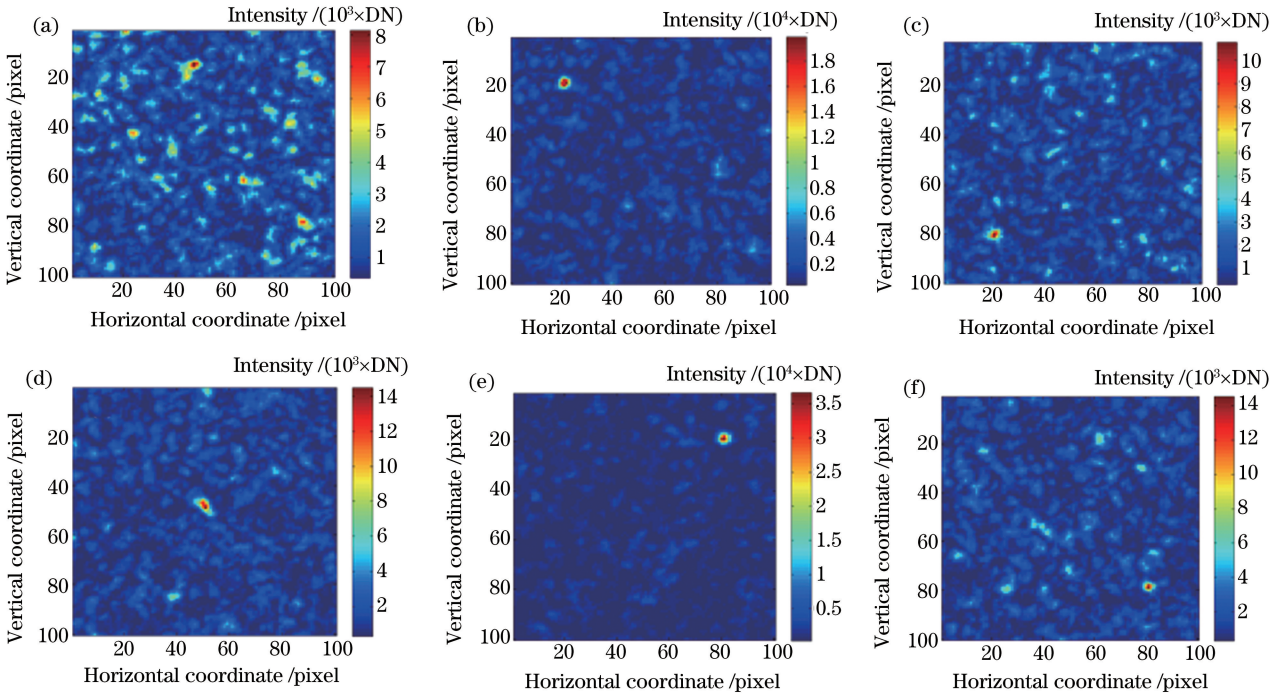 (a)
Intensity /(10³×DN)
8
7
6
5
4
3
2
1
Vertical coordinate /pixel
20
40
60
80
100
20 40 60 80 100
Horizontal coordinate /pixel
(b)
Intensity /(10⁴×DN)
1.8
1.6
1.4
1.2
1
0.8
0.6
0.4
0.2
Vertical coordinate /pixel
20
40
60
80
100
20 40 60 80 100
Horizontal coordinate /pixel
(c)
Intensity /(10³×DN)
10
9
8
7
6
5
4
3
2
1
Vertical coordinate /pixel
20
40
60
80
100
20 40 60 80 100
Horizontal coordinate /pixel
(d)
Intensity /(10³×DN)
14
12
10
8
6
4
2
Vertical coordinate /pixel
20
40
60
80
100
20 40 60 80 100
Horizontal coordinate /pixel
(e)
Intensity /(10⁴×DN)
3.5
3
2.5
2
1.5
1
0.5
Vertical coordinate /pixel
20
40
60
80
100
20 40 60 80 100
Horizontal coordinate /pixel
(f)
Intensity /(10³×DN)
14
12
10
8
6
4
2
Vertical coordinate /pixel
20
40
60
80
100
20 40 60 80 100
Horizontal coordinate /pixel